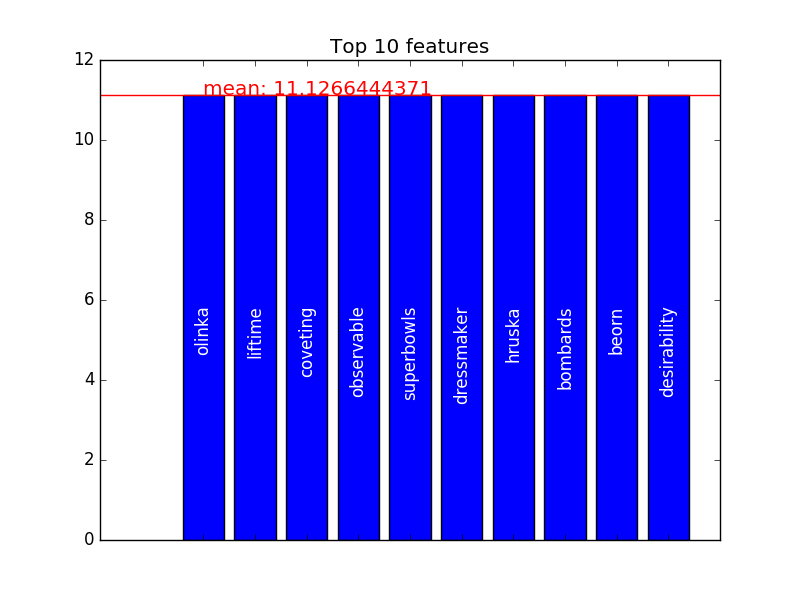 Top 10 features
mean: 11.1266444371
12
10
8
6
4
2
0
olinka
liftime
coveting
observable
superbowls
dressmaker
hruska
bombards
beorn
desirability